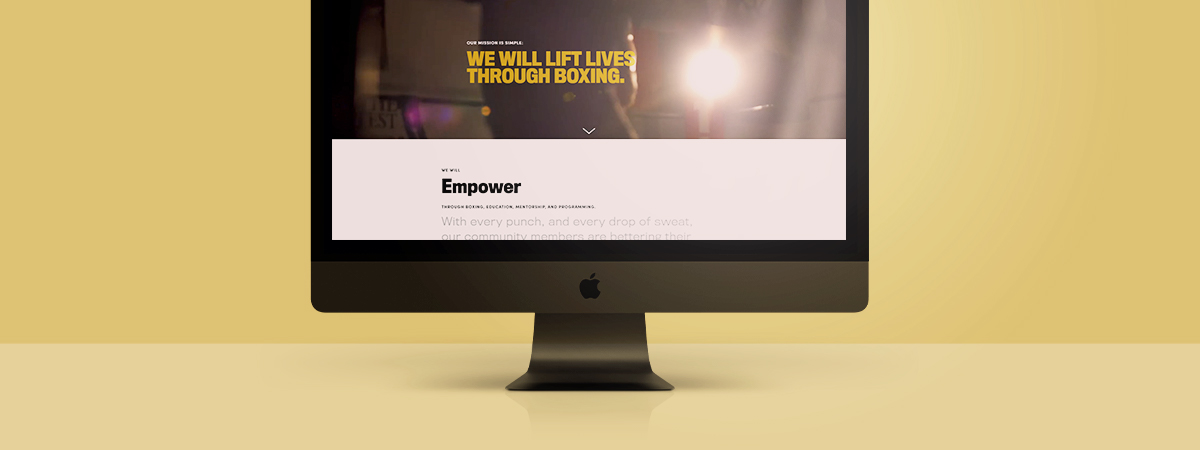 OUR MISSION IS SIMPLE:
WE WILL LIFT LIVES
THROUGH BOXING.
WE WILL
Empower
THROUGH BOXING, EDUCATION, MENTORSHIP, AND PROGRAMMING.
With every punch, and every drop of sweat,
our community members are bettering their